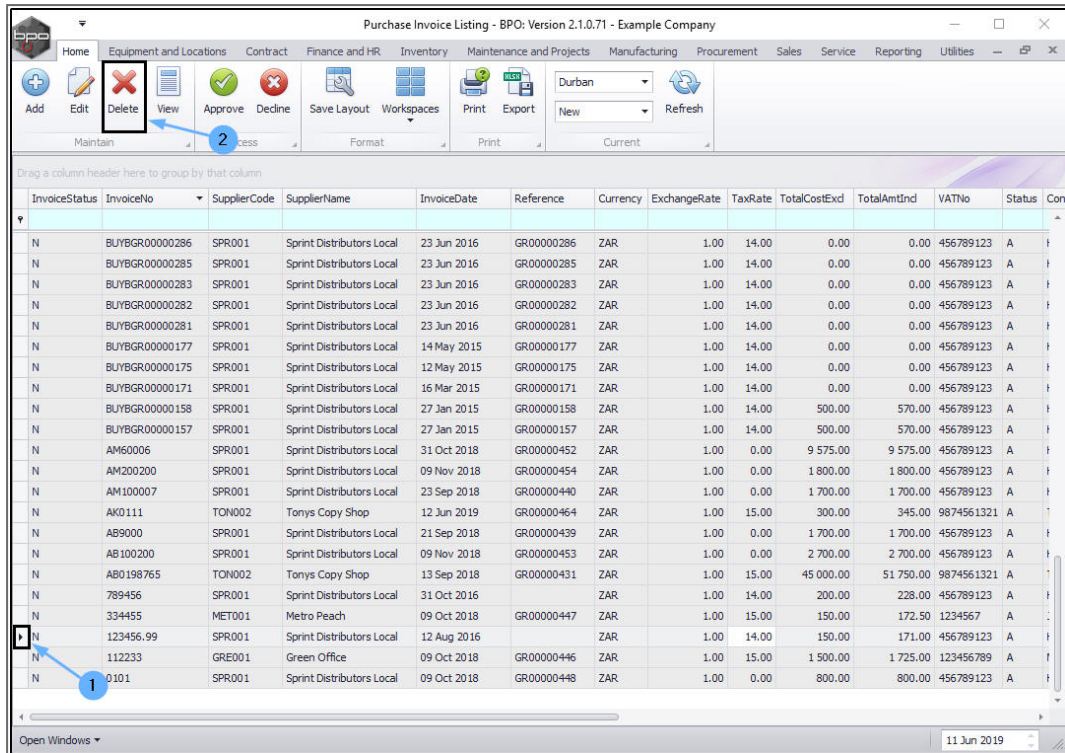 Purchase Invoice Listing - BPO: Version 2.1.0.71 - Example Company
bpo
Home Equipment and Locations Contract Finance and HR Inventory Maintenance and Projects Manufacturing Procurement Sales Service Reporting Utilities
Add Edit Delete View Approve Decline Save Layout Workspaces Print XLSX Export Durban New Refresh
Maintain 2 cess Format Print Current
Drag a column header here to group by that column
InvoiceStatus InvoiceNo SupplierCode SupplierName InvoiceDate Reference Currency ExchangeRate TaxRate TotalCostExcl TotalAmtIncl VATNo Status Con
N BUYBGR00000286 SPR001 Sprint Distributors Local 23 Jun 2016 GR00000286 ZAR 1.00 14.00 0.00 0.00 456789123 A
N BUYBGR00000285 SPR001 Sprint Distributors Local 23 Jun 2016 GR00000285 ZAR 1.00 14.00 0.00 0.00 456789123 A
N BUYBGR00000283 SPR001 Sprint Distributors Local 23 Jun 2016 GR00000283 ZAR 1.00 14.00 0.00 0.00 456789123 A
N BUYBGR00000282 SPR001 Sprint Distributors Local 23 Jun 2016 GR00000282 ZAR 1.00 14.00 0.00 0.00 456789123 A
N BUYBGR00000281 SPR001 Sprint Distributors Local 23 Jun 2016 GR00000281 ZAR 1.00 14.00 0.00 0.00 456789123 A
N BUYBGR00000177 SPR001 Sprint Distributors Local 14 May 2015 GR00000177 ZAR 1.00 14.00 0.00 0.00 456789123 A
N BUYBGR00000175 SPR001 Sprint Distributors Local 12 May 2015 GR00000175 ZAR 1.00 14.00 0.00 0.00 456789123 A
N BUYBGR00000171 SPR001 Sprint Distributors Local 16 Mar 2015 GR00000171 ZAR 1.00 14.00 0.00 0.00 456789123 A
N BUYBGR00000158 SPR001 Sprint Distributors Local 27 Jan 2015 GR00000158 ZAR 1.00 14.00 500.00 570.00 456789123 A
N BUYBGR00000157 SPR001 Sprint Distributors Local 27 Jan 2015 GR00000157 ZAR 1.00 14.00 500.00 570.00 456789123 A
N AM60006 SPR001 Sprint Distributors Local 31 Oct 2018 GR00000452 ZAR 1.00 0.00 9 575.00 9 575.00 456789123 A
N AM200200 SPR001 Sprint Distributors Local 09 Nov 2018 GR00000454 ZAR 1.00 0.00 1 800.00 1 800.00 456789123 A
N AM100007 SPR001 Sprint Distributors Local 23 Sep 2018 GR00000440 ZAR 1.00 0.00 1 700.00 1 700.00 456789123 A
N AK0111 TON002 Tonys Copy Shop 12 Jun 2019 GR00000464 ZAR 1.00 15.00 300.00 345.00 9874561321 A
N AB9000 SPR001 Sprint Distributors Local 21 Sep 2018 GR00000439 ZAR 1.00 0.00 1 700.00 1 700.00 456789123 A
N AB100200 SPR001 Sprint Distributors Local 09 Nov 2018 GR00000453 ZAR 1.00 0.00 2 700.00 2 700.00 456789123 A
N AB0198765 TON002 Tonys Copy Shop 13 Sep 2018 GR00000431 ZAR 1.00 15.00 45 000.00 51 750.00 9874561321 A
N 789456 SPR001 Sprint Distributors Local 31 Oct 2016 ZAR 1.00 14.00 200.00 228.00 456789123 A
N 334455 MET001 Metro Peach 09 Oct 2018 GR00000447 ZAR 1.00 15.00 150.00 172.50 1234567 A
N 123456.99 SPR001 Sprint Distributors Local 12 Aug 2016 ZAR 1.00 14.00 150.00 171.00 456789123 A
N 112233 GRE001 Green Office 09 Oct 2018 GR00000446 ZAR 1.00 15.00 1 500.00 1 725.00 123456789 A
N 0101 SPR001 Sprint Distributors Local 09 Oct 2018 GR00000448 ZAR 1.00 0.00 800.00 800.00 456789123 A
1
Open Windows 11 Jun 2019